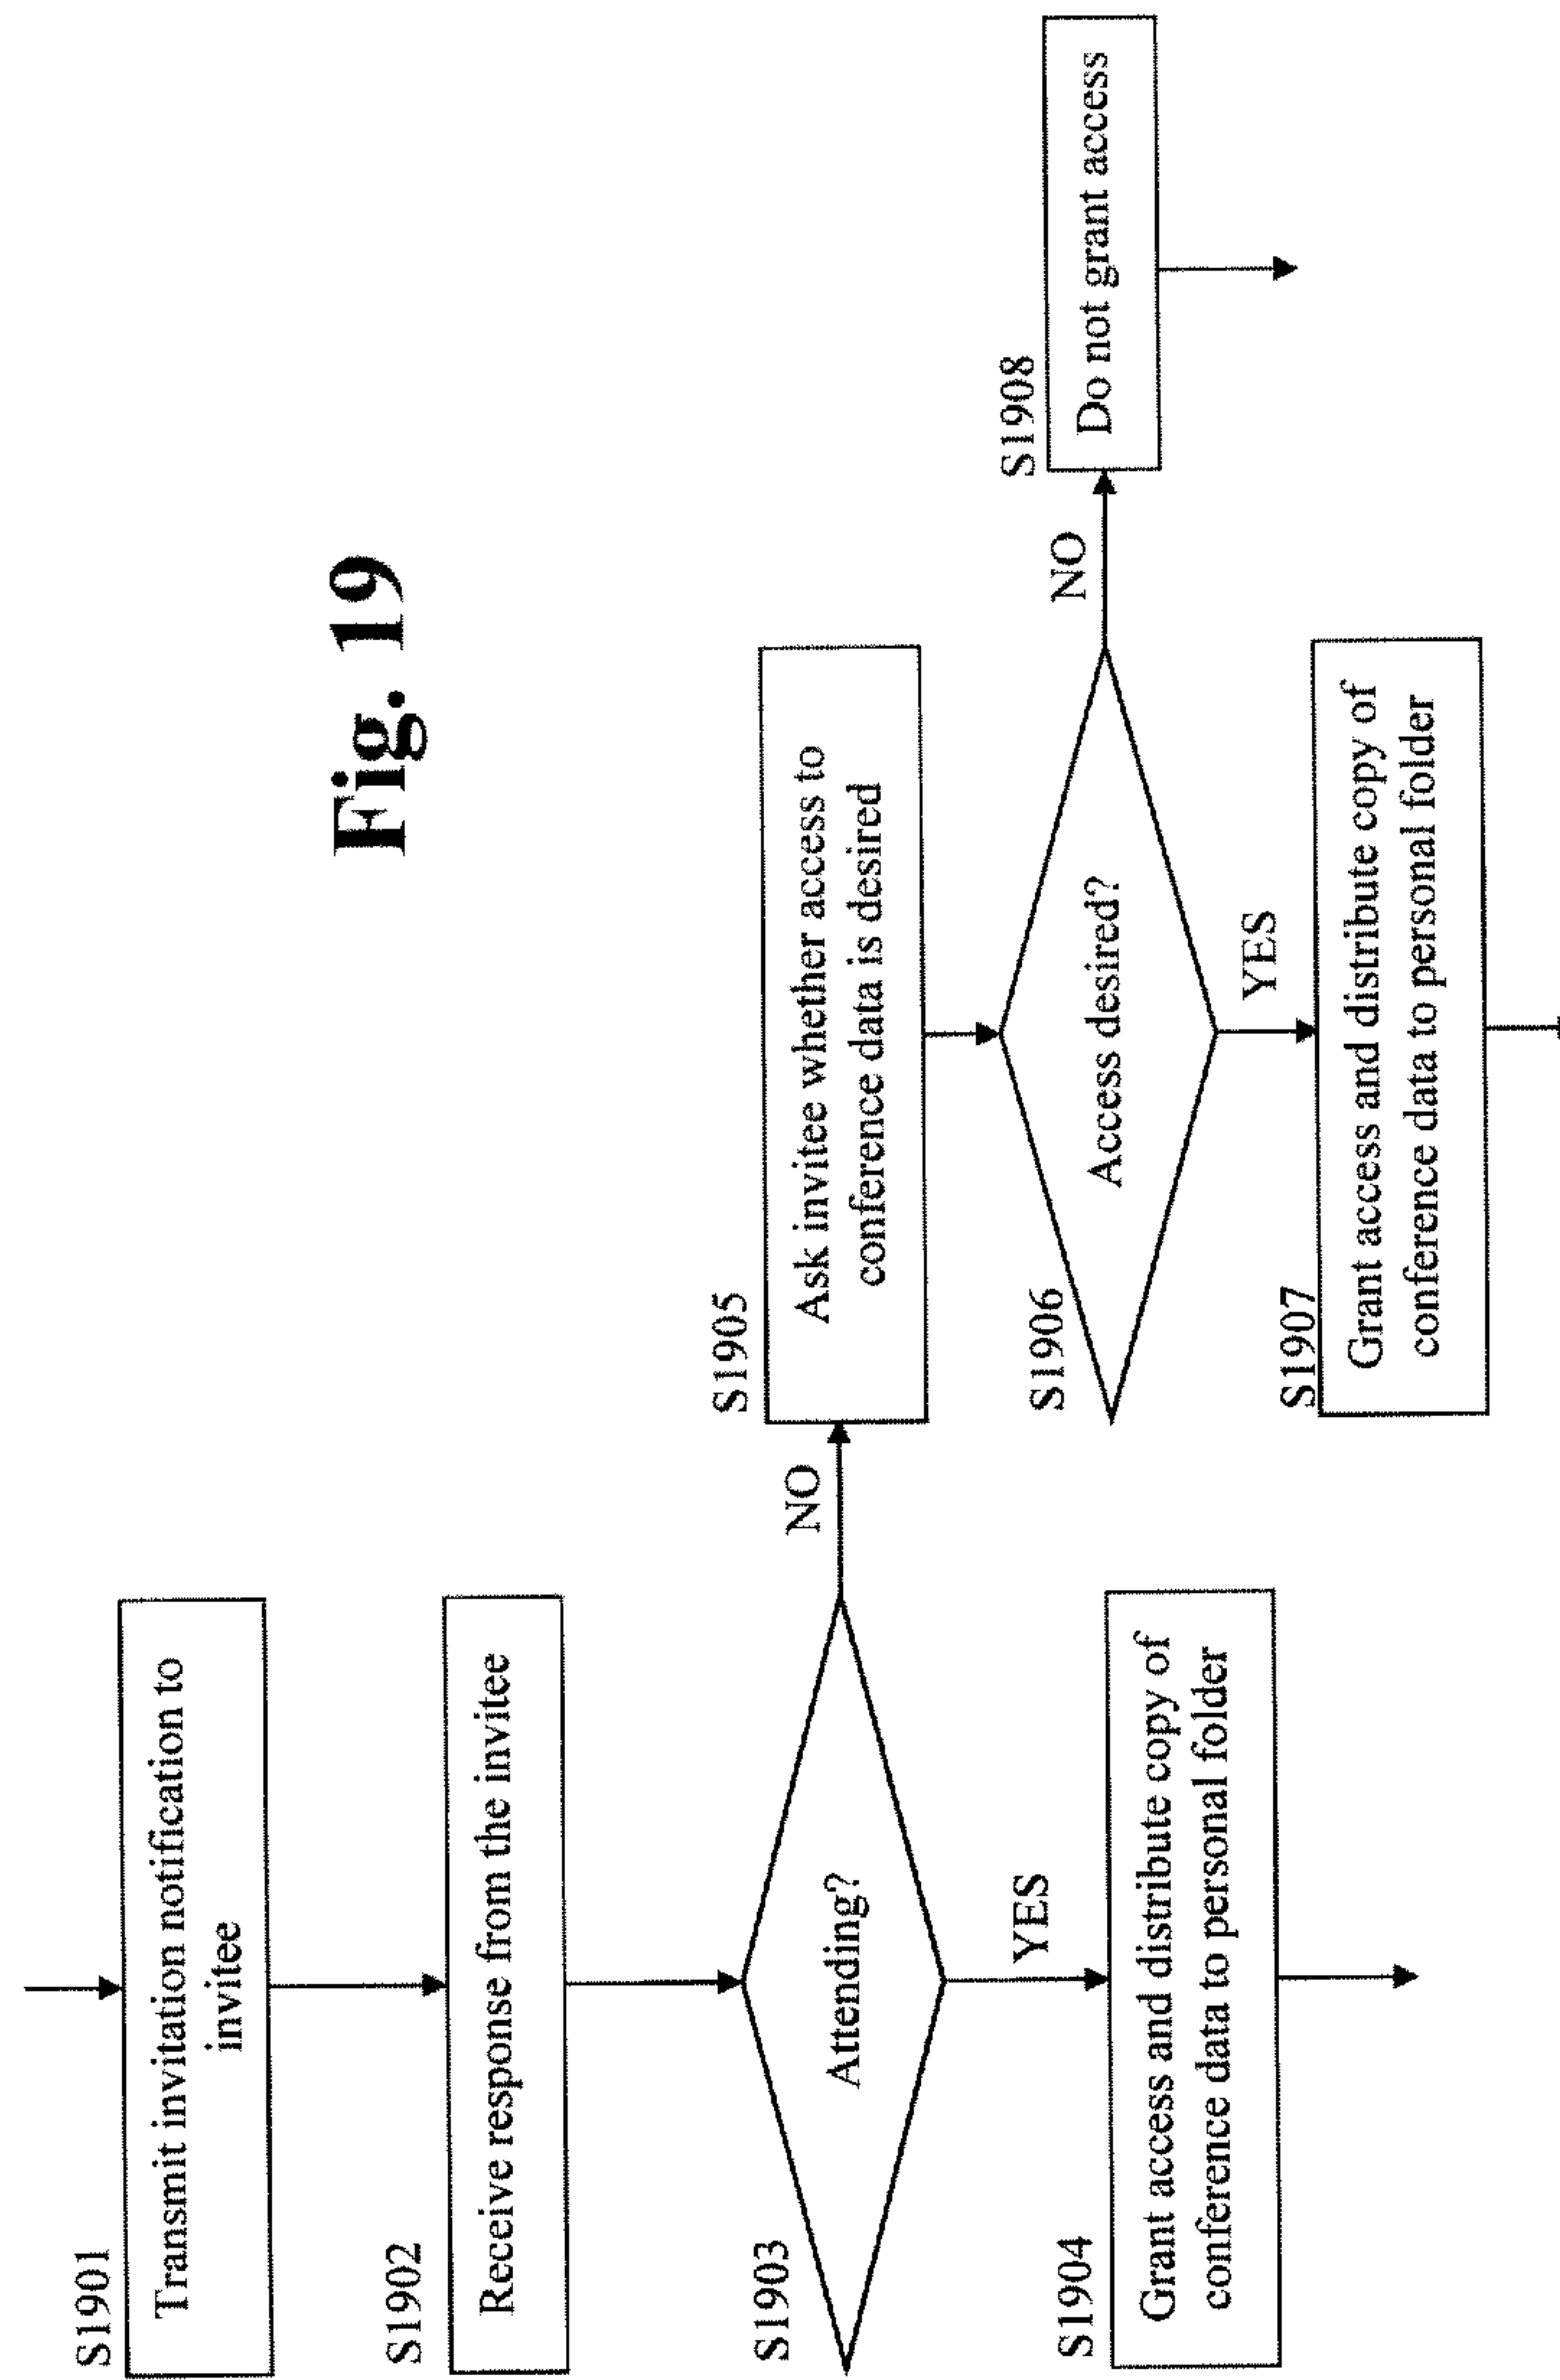 Fig. 19
S1901
Transmit invitation notification to
invitee
S1902
Receive response from the invitee
S1903
Attending?
NO
YES
S1904
Grant access and distribute copy of
conference data to personal folder
S1905
Ask invitee whether access to
conference data is desired
S1906
Access desired?
NO
YES
S1907
Grant access and distribute copy of
conference data to personal folder
S1908
Do not grant access